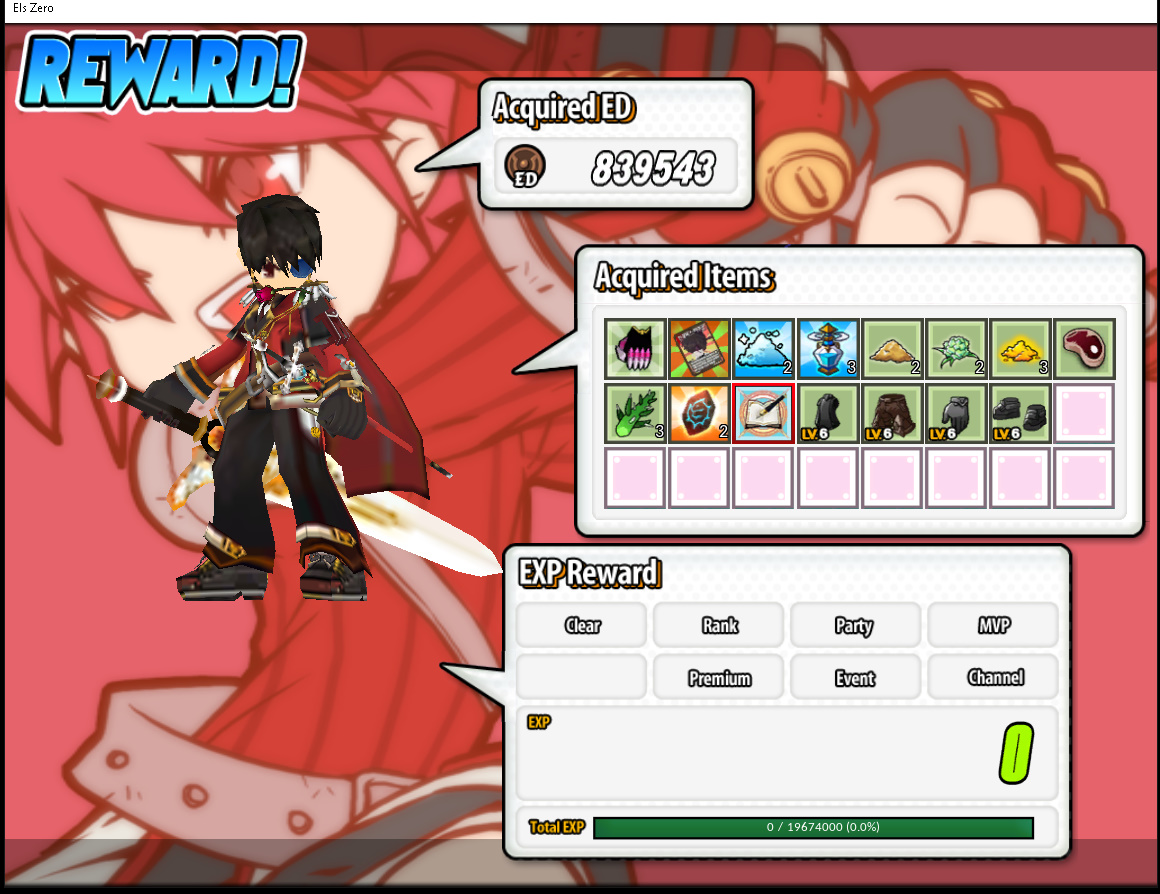 Els Zero
REWARD!
Acquired ED
ED
839543
Acquired Items
2
3
2
2
3
3
2
LV.6
LV.6
LV.6
LV.6
EXP Reward
Clear
Rank
Party
MVP
Premium
Event
Channel
EXP
0
Total EXP
0 / 19674000 (0.0%)